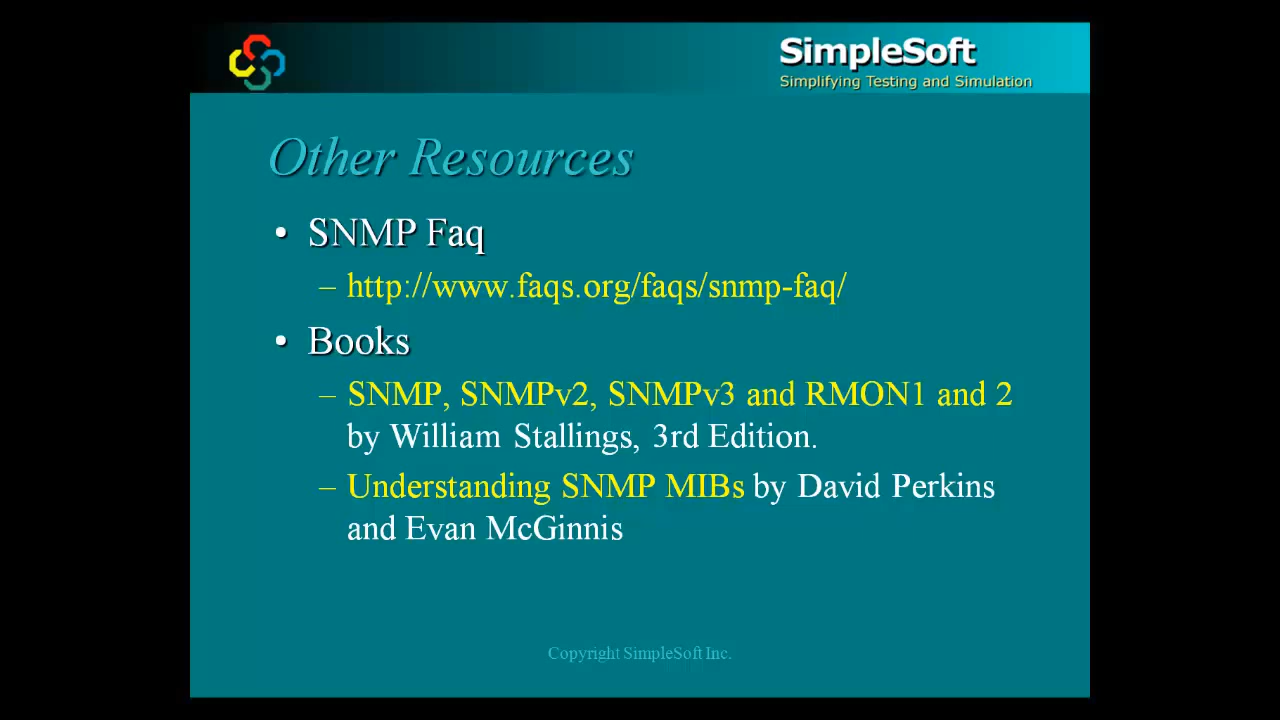 SimpleSoft
Simplifying Testing and Simulation
Other Resources
• SNMP Faq
– http://www.faqs.org/faqs/snmp-faq/
• Books
– SNMP, SNMPv2, SNMPv3 and RMON1 and 2
by William Stallings, 3rd Edition.
– Understanding SNMP MIBs by David Perkins
and Evan McGinnis
Copyright SimpleSoft Inc.